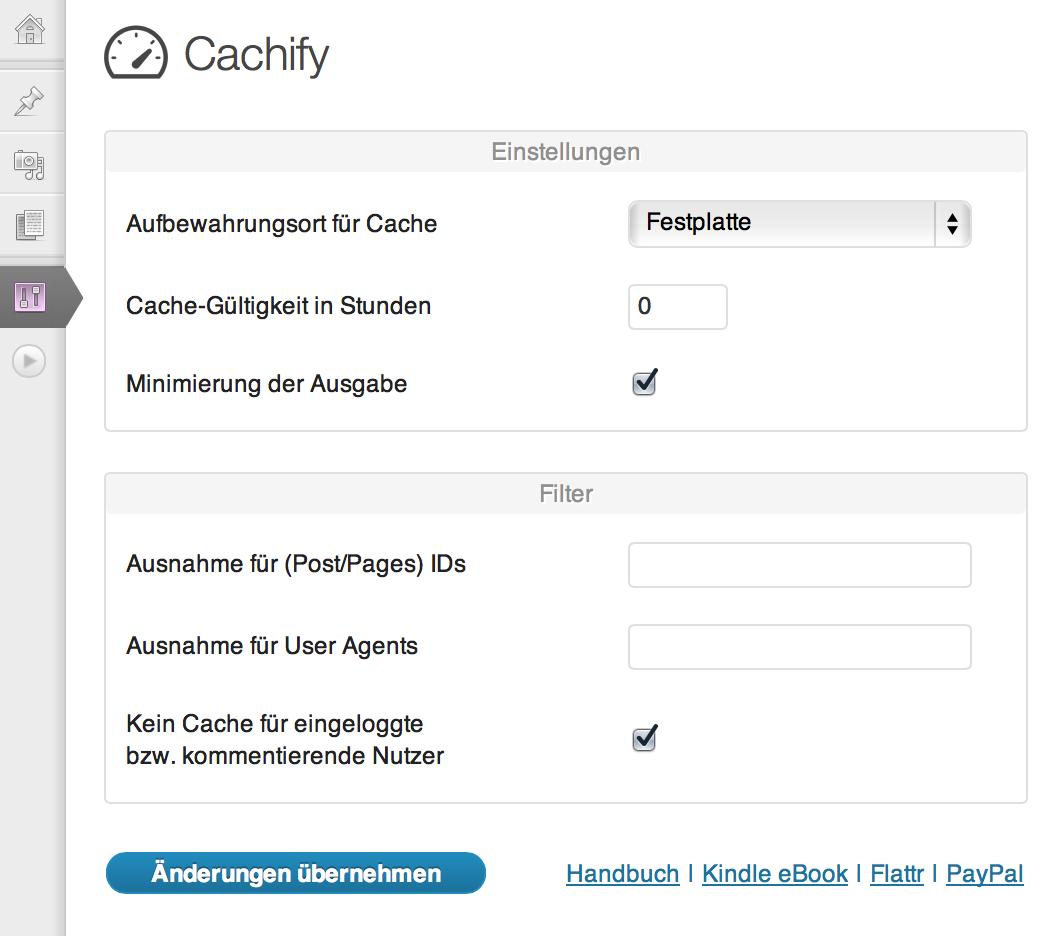 Cachify
Einstellungen
Aufbewahrungsort für Cache
Festplatte
Cache-Gültigkeit in Stunden
0
Minimierung der Ausgabe
Filter
Ausnahme für (Post/Pages) IDs
Ausnahme für User Agents
Kein Cache für eingeloggte
bzw. kommentierende Nutzer
Änderungen übernehmen
Handbuch | Kindle eBook | Flattr | PayPal